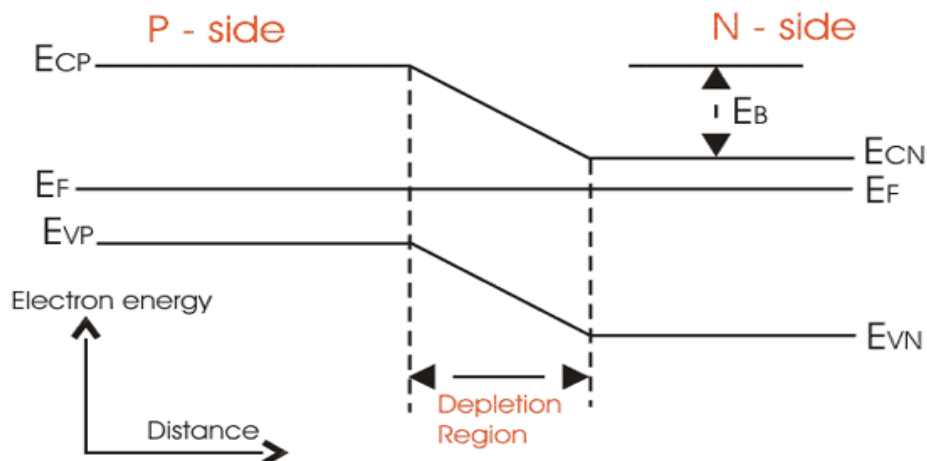 P - side
N - side
ECP
EB
ECN
EF
EF
EVP
Electron energy
EVN
Depletion
Region
Distance